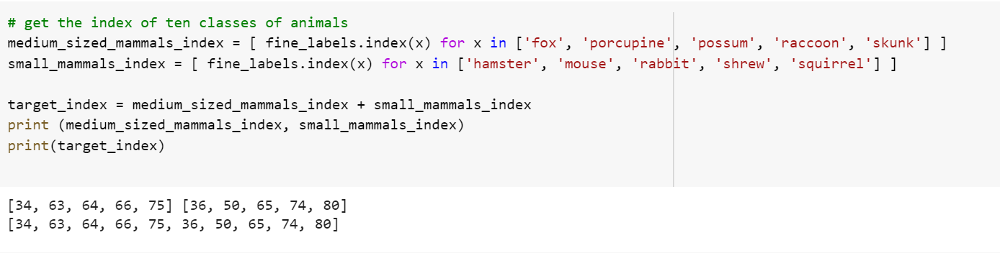 # get the index of ten classes of animals
medium_sized_mammals_index = [ fine_labels.index(x) for x in ['fox', 'porcupine', 'possum', 'raccoon', 'skunk'] ]
small_mammals_index = [ fine_labels.index(x) for x in ['hamster', 'mouse', 'rabbit', 'shrew', 'squirrel'] ]
target_index = medium_sized_mammals_index + small_mammals_index
print (medium_sized_mammals_index, small_mammals_index)
print(target_index)
[34, 63, 64, 66, 75] [36, 50, 65, 74, 80]
[34, 63, 64, 66, 75, 36, 50, 65, 74, 80]